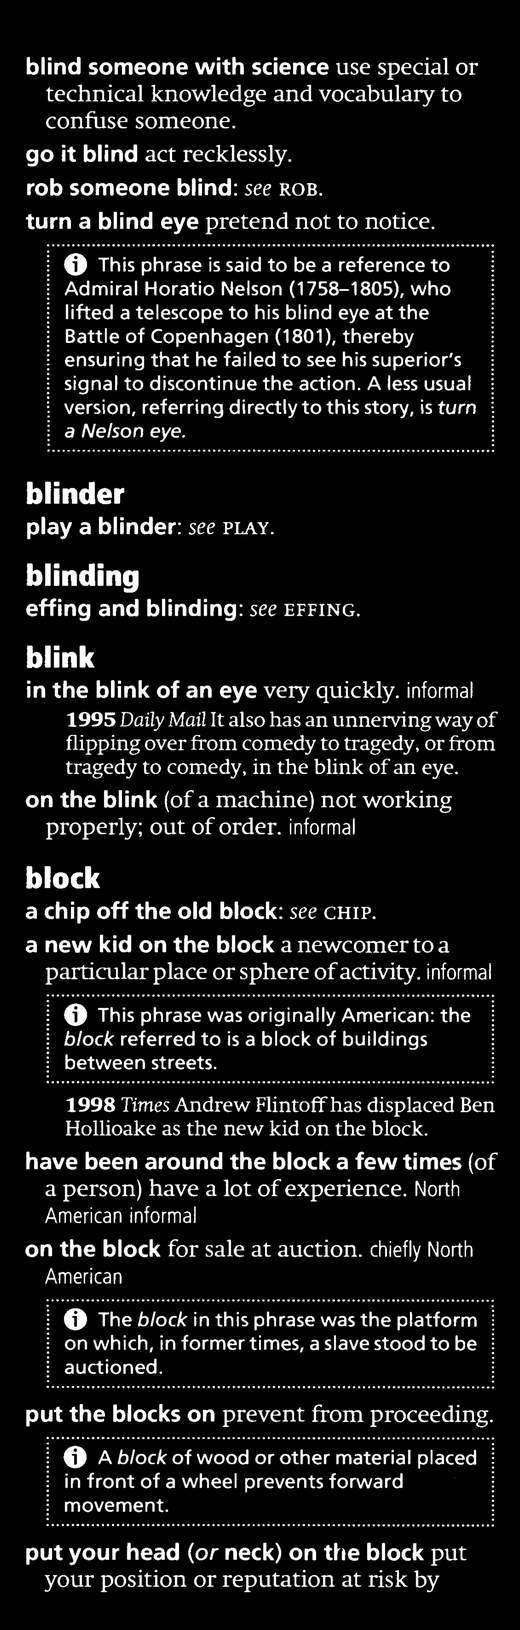 blind someone with science use special or
technical knowledge and vocabulary to
confuse someone.
go it blind act recklessly.
rob someone blind: see ROB.
turn a blind eye pretend not to notice.
i This phrase is said to be a reference to
Admiral Horatio Nelson (1758–1805), who
lifted a telescope to his blind eye at the
Battle of Copenhagen (1801), thereby
ensuring that he failed to see his superior's
signal to discontinue the action. A less usual
version, referring directly to this story, is turn
a Nelson eye.
blinder
play a blinder: see PLAY.
blinding
effing and blinding: see EFFING.
blink
in the blink of an eye very quickly. informal
1995 Daily Mail It also has an unnerving way of
flipping over from comedy to tragedy, or from
tragedy to comedy, in the blink of an eye.
on the blink (of a machine) not working
properly; out of order. informal
block
a chip off the old block: see CHIP.
a new kid on the block a newcomer to a
particular place or sphere of activity. informal
i This phrase was originally American: the
block referred to is a block of buildings
between streets.
1998 Times Andrew Flintoff has displaced Ben
Hollioake as the new kid on the block.
have been around the block a few times (of
a person) have a lot of experience. North
American informal
on the block for sale at auction. chiefly North
American
i The block in this phrase was the platform
on which, in former times, a slave stood to be
auctioned.
put the blocks on prevent from proceeding.
i A block of wood or other material placed
in front of a wheel prevents forward
movement.
put your head (or neck) on the block put
your position or reputation at risk by